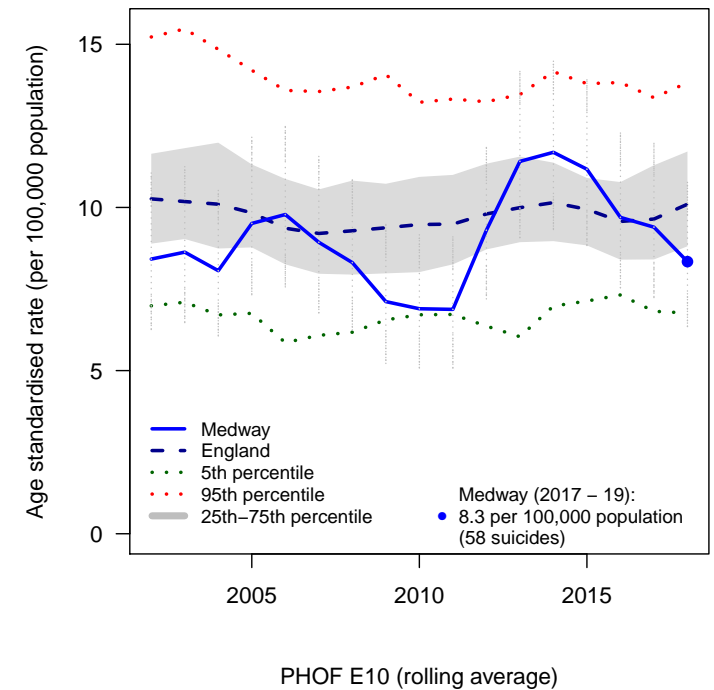 Age standardised rate (per 100,000 population)
15
10
5
0
Medway
England
5th percentile
95th percentile
25th−75th percentile
Medway (2017 − 19):
8.3 per 100,000 population
(58 suicides)
2005
2010
2015
PHOF E10 (rolling average)